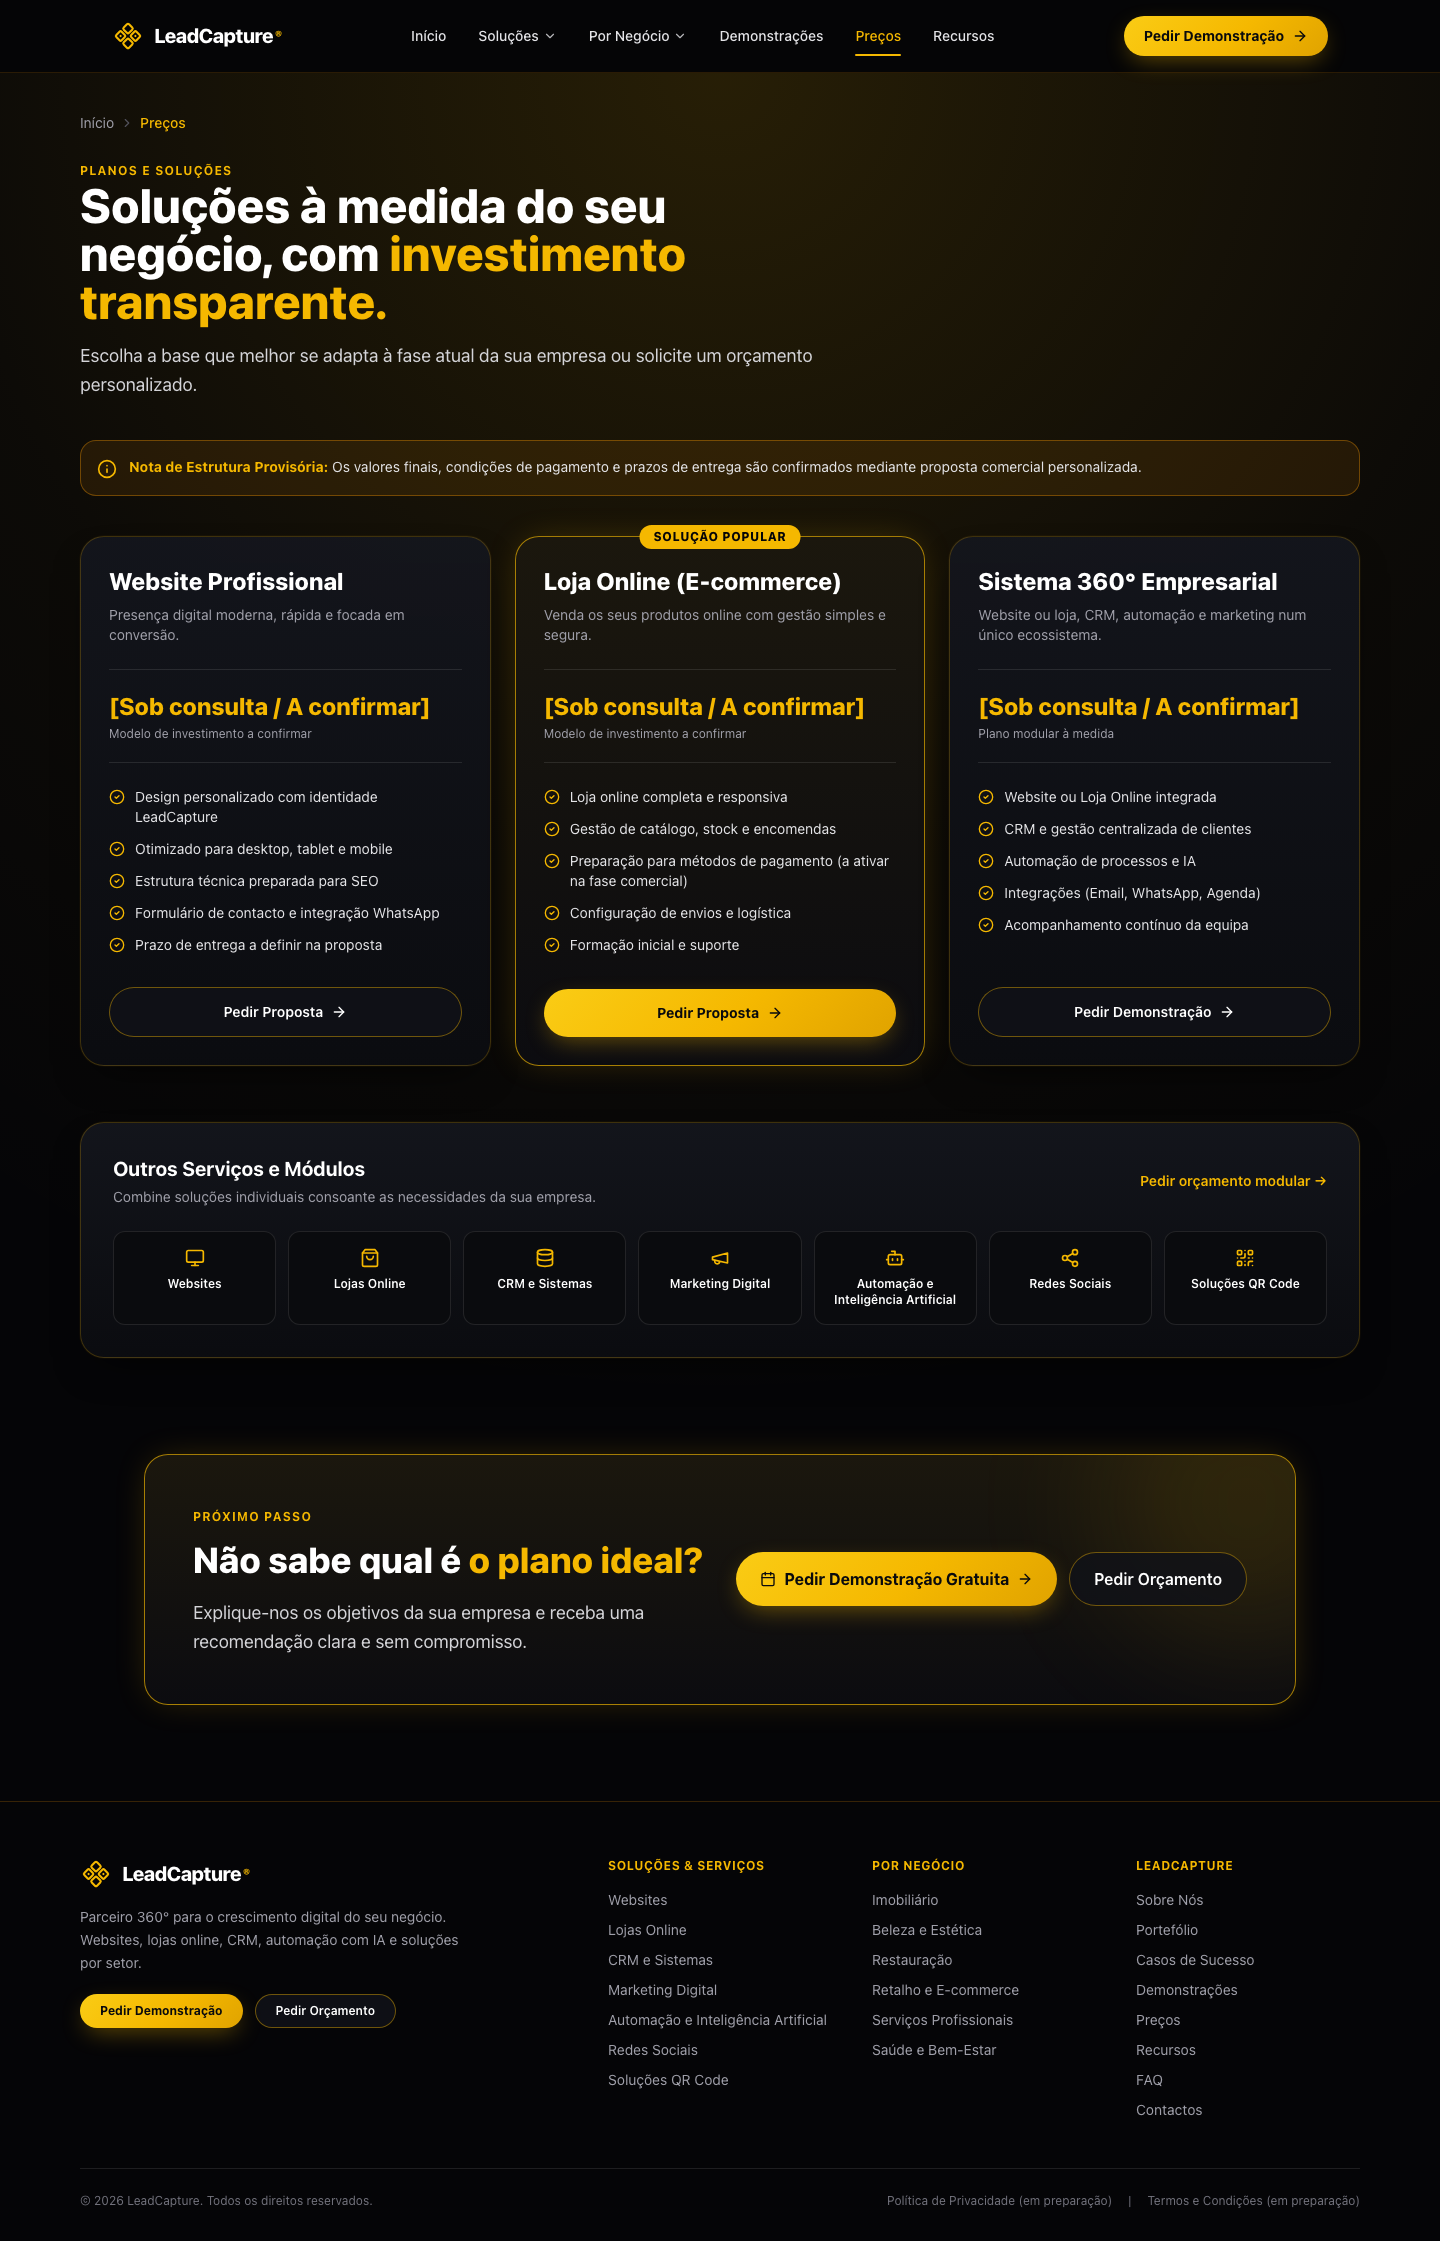 LeadCapture®
Início
Soluções
Por Negócio
Demonstrações
Preços
Recursos
Pedir Demonstração
Início
Preços
PLANOS E SOLUÇÕES
Soluções à medida do seu
negócio, com investimento
transparente.
Escolha a base que melhor se adapta à fase atual da sua empresa ou solicite um orçamento
personalizado.
Nota de Estrutura Provisória: Os valores finais, condições de pagamento e prazos de entrega são confirmados mediante proposta comercial personalizada.
Website Profissional
Presença digital moderna, rápida e focada em
conversão.
[Sob consulta / A confirmar]
Modelo de investimento a confirmar
Design personalizado com identidade
LeadCapture
Otimizado para desktop, tablet e mobile
Estrutura técnica preparada para SEO
Formulário de contacto e integração WhatsApp
Prazo de entrega a definir na proposta
Pedir Proposta
SOLUÇÃO POPULAR
Loja Online (E-commerce)
Venda os seus produtos online com gestão simples e
segura.
[Sob consulta / A confirmar]
Modelo de investimento a confirmar
Loja online completa e responsiva
Gestão de catálogo, stock e encomendas
Preparação para métodos de pagamento (a ativar
na fase comercial)
Configuração de envios e logística
Formação inicial e suporte
Pedir Proposta
Sistema 360° Empresarial
Website ou loja, CRM, automação e marketing num
único ecossistema.
[Sob consulta / A confirmar]
Plano modular à medida
Website ou Loja Online integrada
CRM e gestão centralizada de clientes
Automação de processos e IA
Integrações (Email, WhatsApp, Agenda)
Acompanhamento contínuo da equipa
Pedir Demonstração
Outros Serviços e Módulos
Combine soluções individuais consoante as necessidades da sua empresa.
Pedir orçamento modular →
Websites
Lojas Online
CRM e Sistemas
Marketing Digital
Automação e
Inteligência Artificial
Redes Sociais
Soluções QR Code
PRÓXIMO PASSO
Não sabe qual é o plano ideal?
Explique-nos os objetivos da sua empresa e receba uma
recomendação clara e sem compromisso.
Pedir Demonstração Gratuita
Pedir Orçamento
LeadCapture®
Parceiro 360° para o crescimento digital do seu negócio.
Websites, lojas online, CRM, automação com IA e soluções
por setor.
Pedir Demonstração
Pedir Orçamento
SOLUÇÕES & SERVIÇOS
Websites
Lojas Online
CRM e Sistemas
Marketing Digital
Automação e Inteligência Artificial
Redes Sociais
Soluções QR Code
POR NEGÓCIO
Imobiliário
Beleza e Estética
Restauração
Retalho e E-commerce
Serviços Profissionais
Saúde e Bem-Estar
LEADCAPTURE
Sobre Nós
Portefólio
Casos de Sucesso
Demonstrações
Preços
Recursos
FAQ
Contactos
© 2026 LeadCapture. Todos os direitos reservados.
Política de Privacidade (em preparação) | Termos e Condições (em preparação)